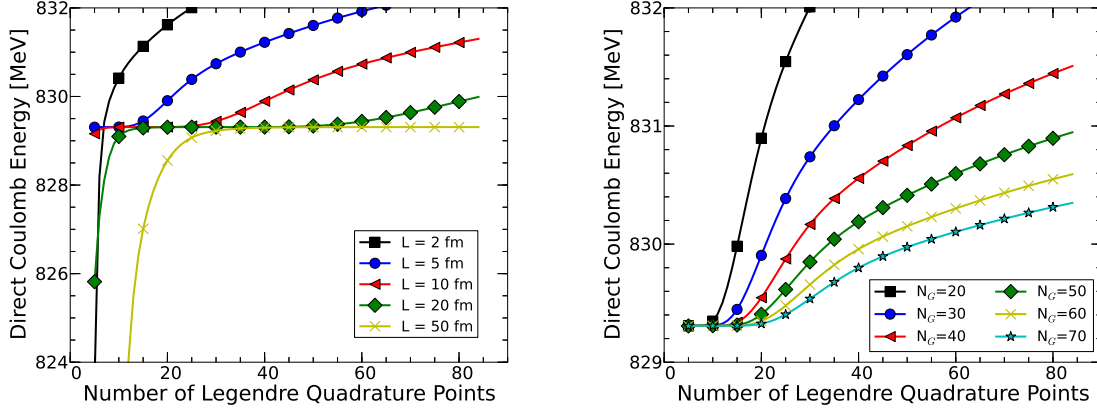 832
830
828
826
824
Direct Coulomb Energy [MeV]
0 20 40 60 80
Number of Legendre Quadrature Points
L = 2 fm
L = 5 fm
L = 10 fm
L = 20 fm
L = 50 fm
832
831
830
829
Direct Coulomb Energy [MeV]
0 20 40 60 80
Number of Legendre Quadrature Points
N_G=20 N_G=50
N_G=30 N_G=60
N_G=40 N_G=70